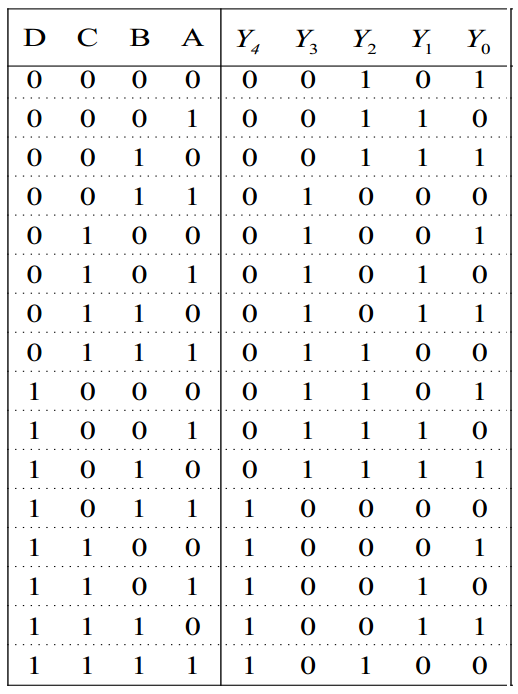 D C B A Y₄ Y₃ Y₂ Y₁ Y₀
0 0 0 0 0 0 1 0 1
0 0 0 1 0 0 1 1 0
0 0 1 0 0 0 1 1 1
0 0 1 1 0 1 0 0 0
0 1 0 0 0 1 0 0 1
0 1 0 1 0 1 0 1 0
0 1 1 0 0 1 0 1 1
0 1 1 1 0 1 1 0 0
1 0 0 0 0 1 1 0 1
1 0 0 1 0 1 1 1 0
1 0 1 0 0 1 1 1 1
1 0 1 1 1 0 0 0 0
1 1 0 0 1 0 0 0 1
1 1 0 1 1 0 0 1 0
1 1 1 0 1 0 0 1 1
1 1 1 1 1 0 1 0 0